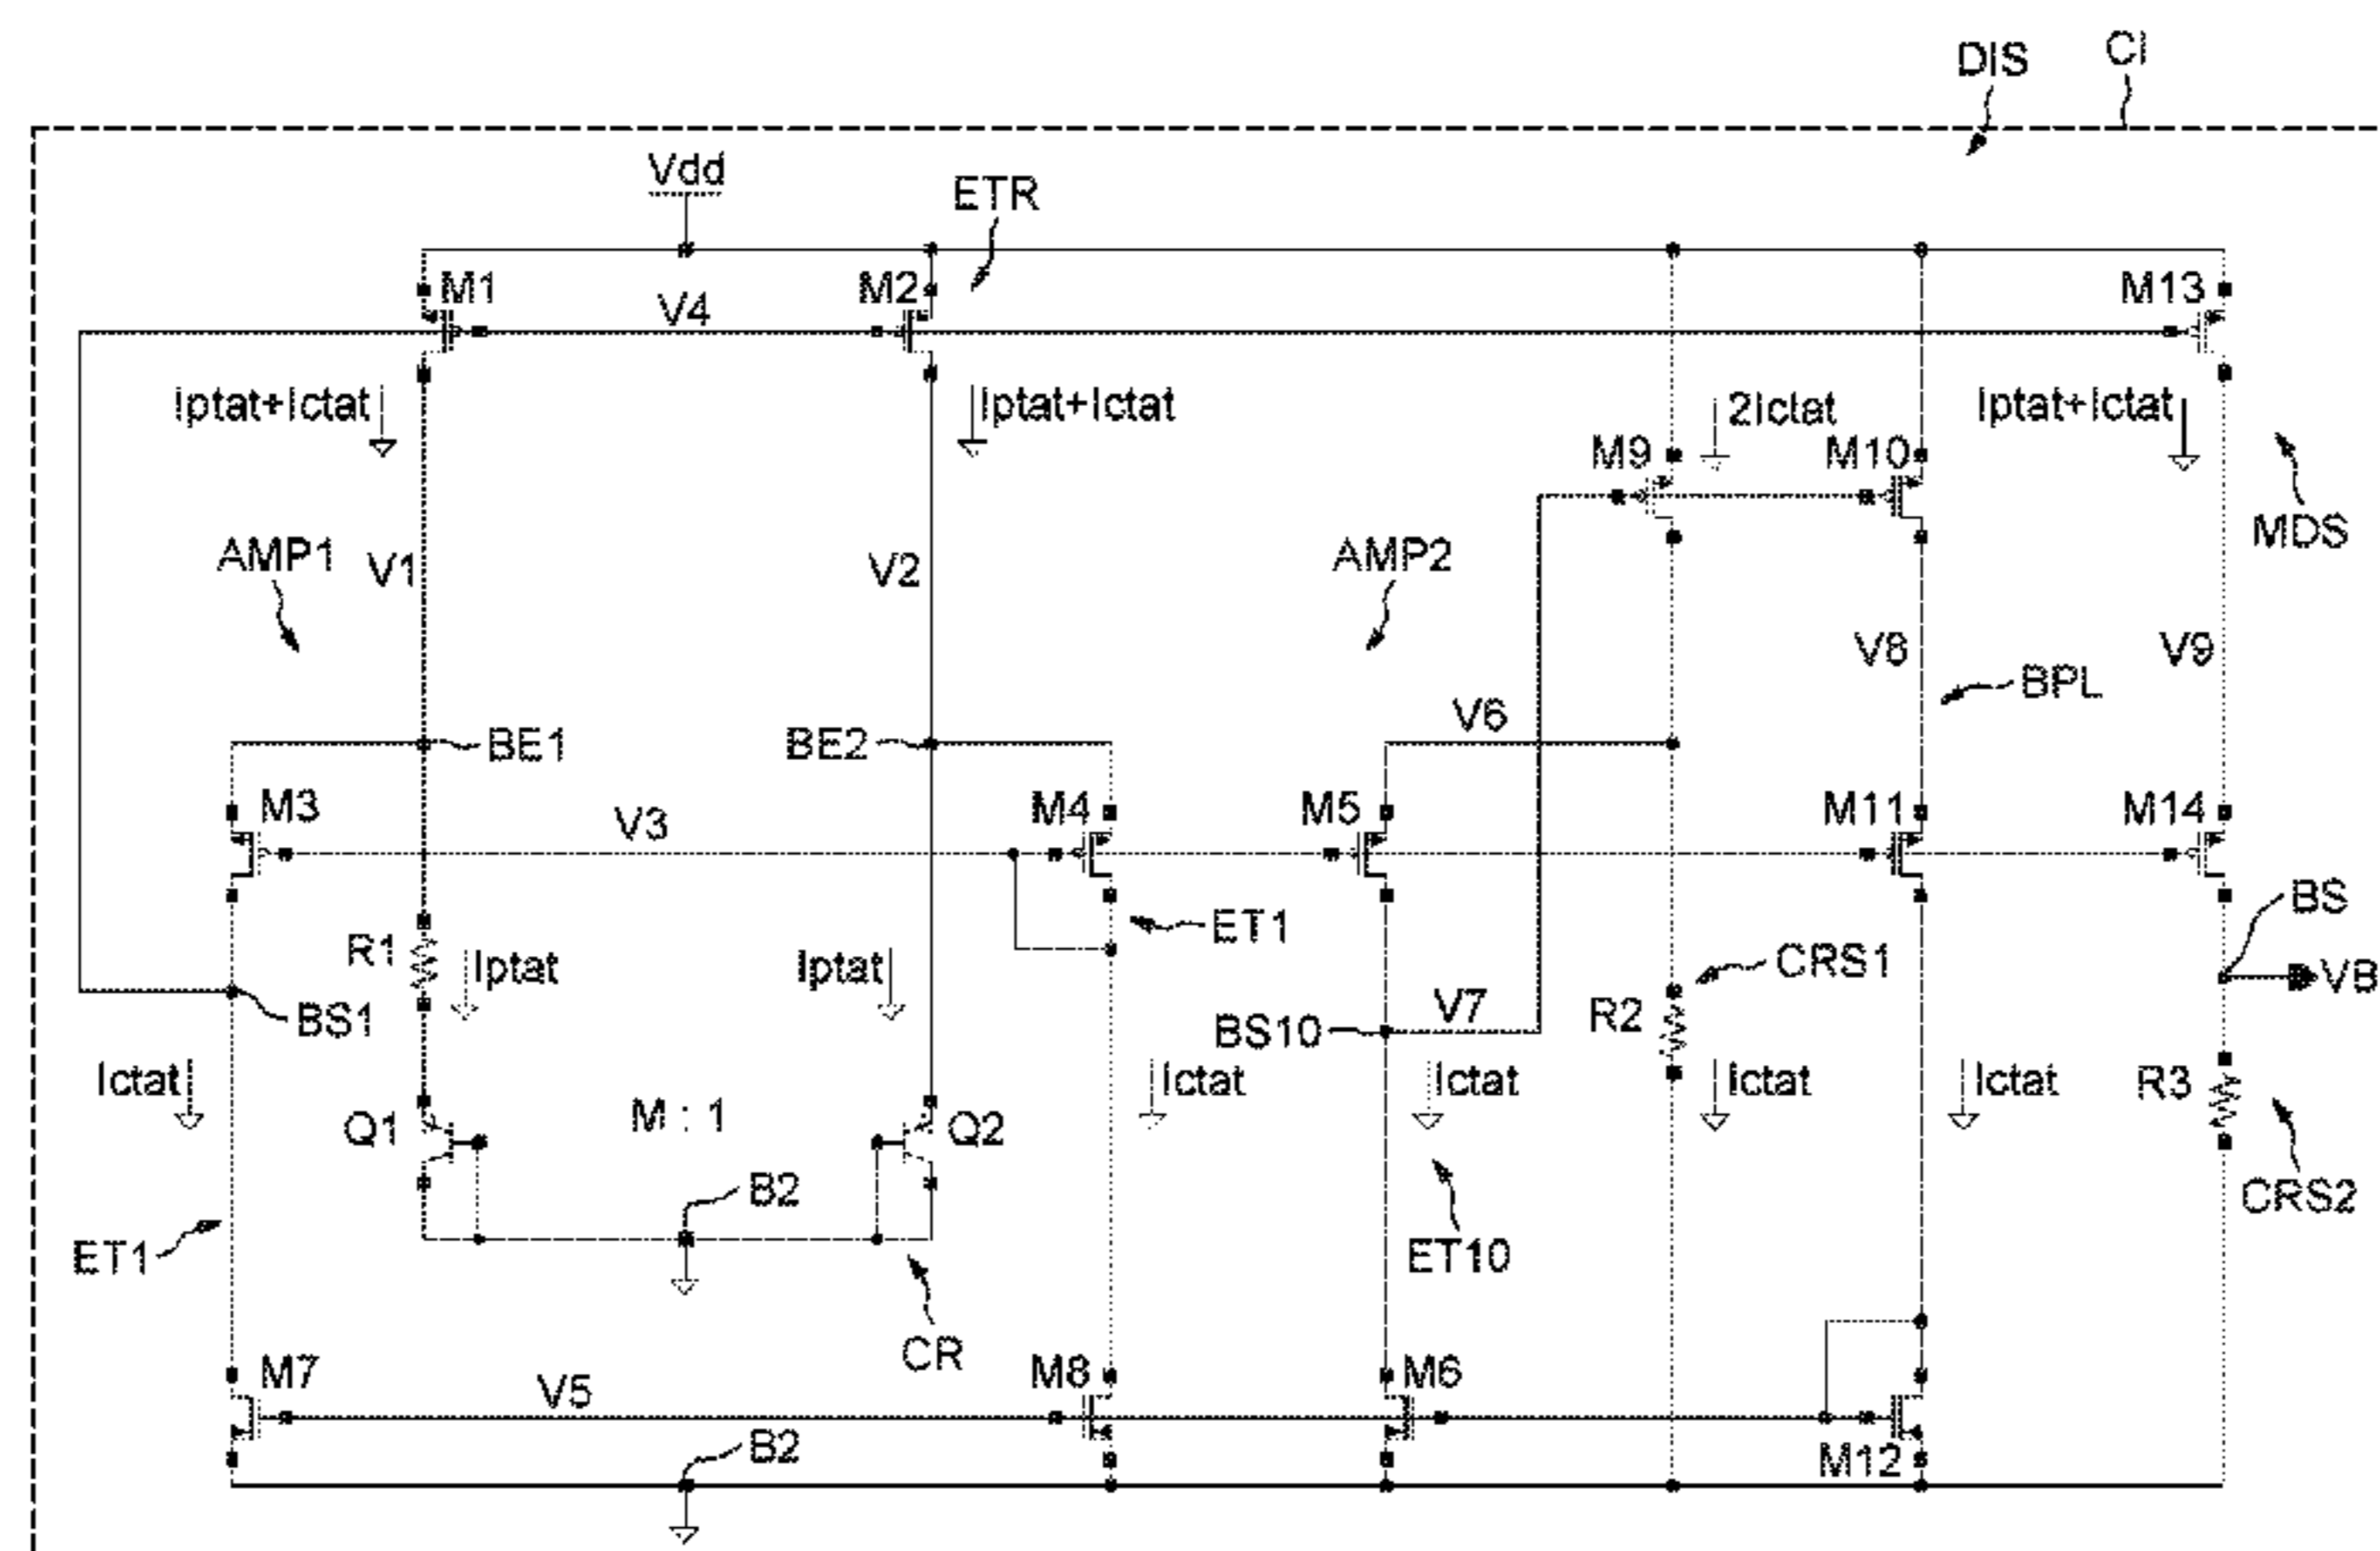 DIS
CI
Vdd
ETR
M1
V4
M2
M13
Iptat+Ictat
Iptat+Ictat
2Ictat
Iptat+Ictat
M9
M10
MDS
AMP1
V1
V2
AMP2
V8
V9
BPL
V6
BE1
BE2
M3
V3
M4
M5
M11
M14
BS
ET1
R1
Iptat
Iptat
CRS1
VB
BS1
BS10
V7
R2
Ictat
Ictat
Ictat
Ictat
Ictat
R3
Q1
M : 1
Q2
B2
CRS2
ET1
ET10
CR
M7
V5
M8
M6
B2
M12